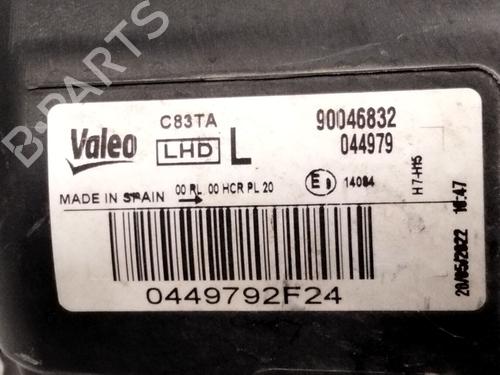 B-PARTS
C83TA
90046832
Valeo
LHD
L
044979
MADE IN SPAIN
00 RL 00 HCR PL 20
E
14084
H7-H15
20/05/2022 16:47
0449792F24